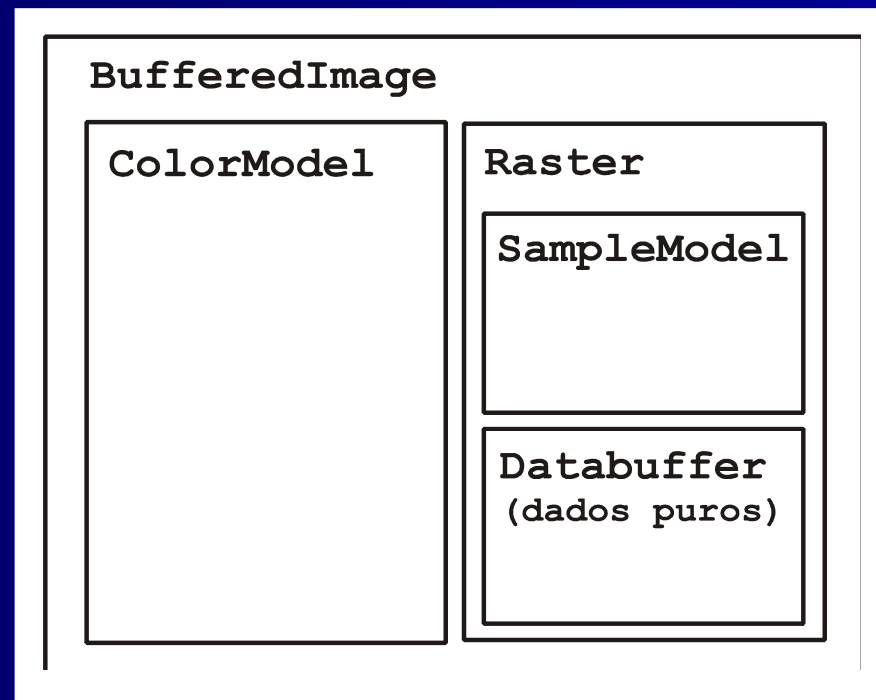 BufferedImage
ColorModel
Raster
SampleModel
Databuffer
(dados puros)